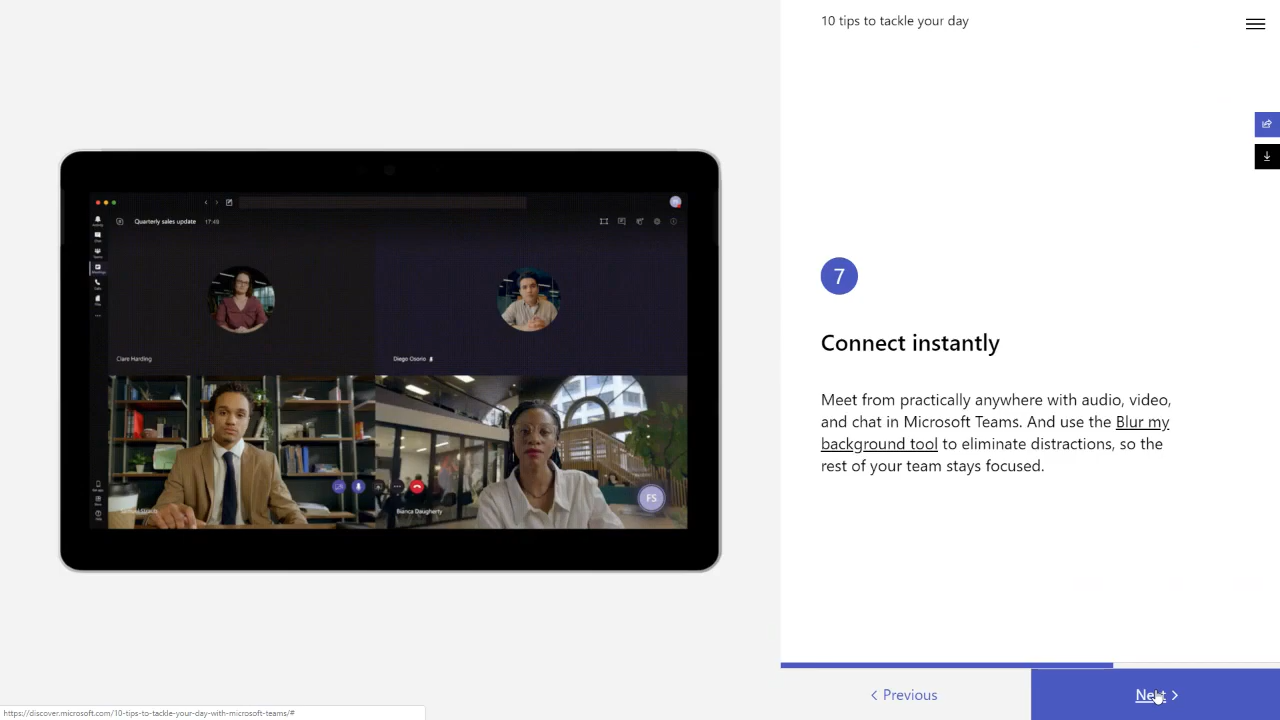 10 tips to tackle your day
Quarterly sales update 17:48
Clare Harding
Diego Osorio
Bianca Daugherty
FS
7
Connect instantly
Meet from practically anywhere with audio, video,
and chat in Microsoft Teams. And use the Blur my
background tool to eliminate distractions, so the
rest of your team stays focused.
Previous
Next
https://discover.microsoft.com/10-tips-to-tackle-your-day-with-microsoft-teams/#